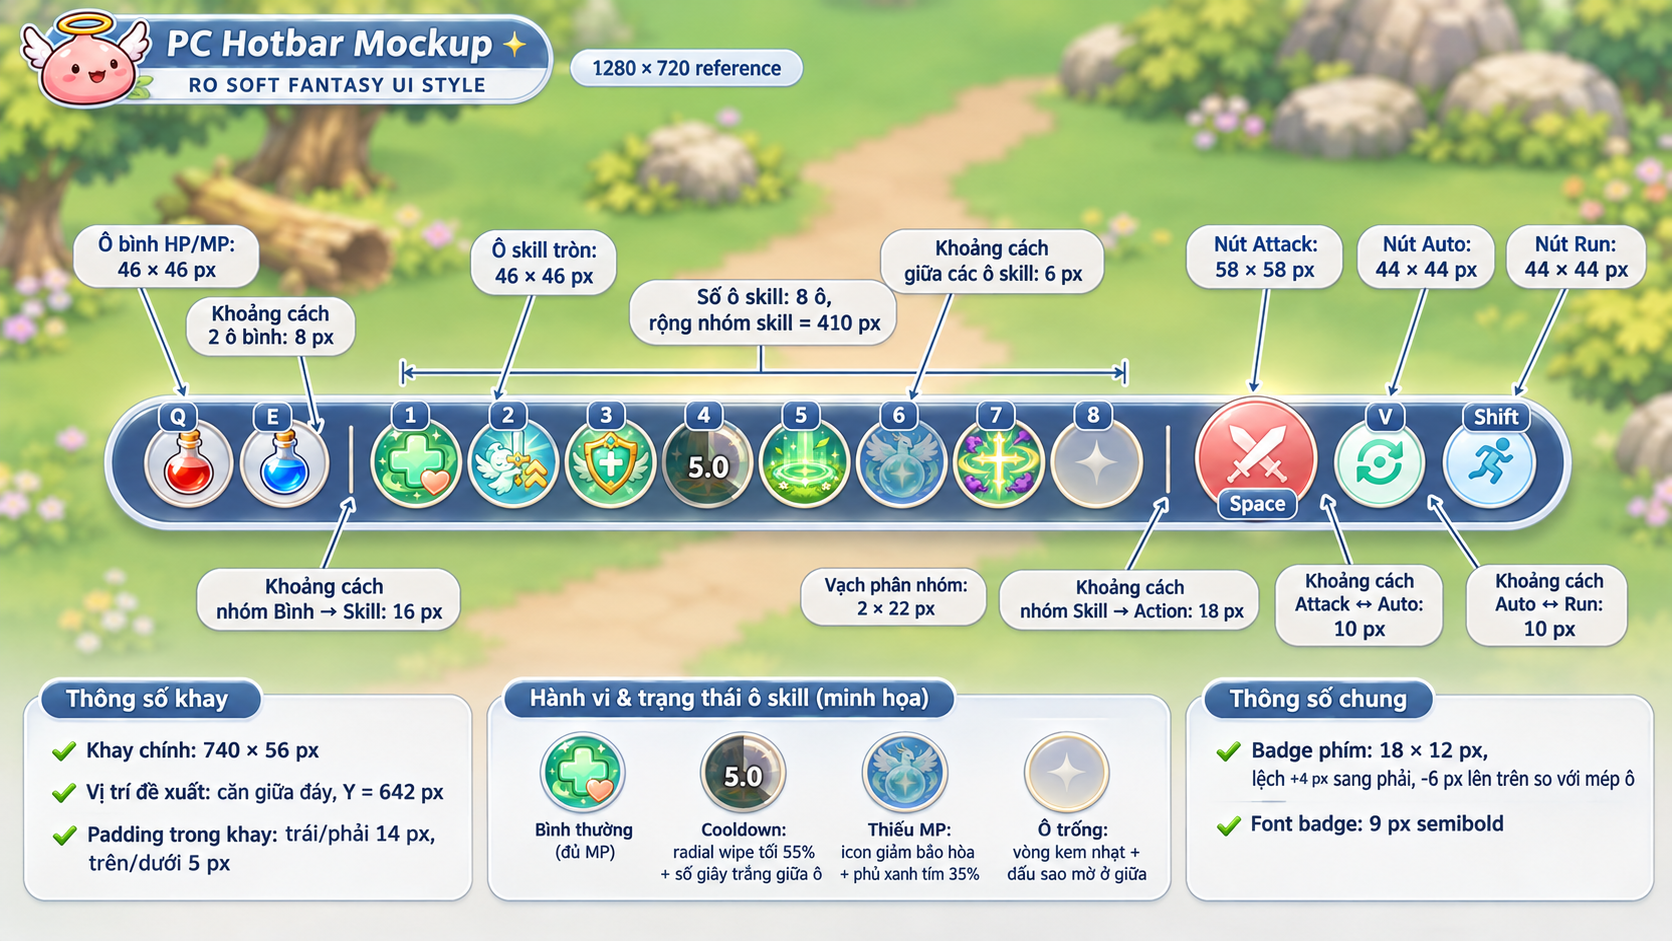 PC Hotbar Mockup
RO SOFT FANTASY UI STYLE
1280 × 720 reference
Ô bình HP/MP:
46 × 46 px
Khoảng cách
2 ô bình: 8 px
Ô skill tròn:
46 × 46 px
Số ô skill: 8 ô,
rộng nhóm skill = 410 px
Khoảng cách
giữa các ô skill: 6 px
Nút Attack:
58 × 58 px
Nút Auto:
44 × 44 px
Nút Run:
44 × 44 px
Q
E
1
2
3
4
5
6
7
8
V
Shift
5.0
Space
Khoảng cách
nhóm Bình → Skill: 16 px
Vạch phân nhóm:
2 × 22 px
Khoảng cách
nhóm Skill → Action: 18 px
Khoảng cách
Attack ↔ Auto:
10 px
Khoảng cách
Auto ↔ Run:
10 px
Thông số khay
Khay chính: 740 × 56 px
Vị trí đề xuất: căn giữa đáy, Y = 642 px
Padding trong khay: trái/phải 14 px,
trên/dưới 5 px
Hành vi & trạng thái ô skill (minh họa)
5.0
Bình thường
(đủ MP)
Cooldown:
radial wipe tối 55%
+ số giây trắng giữa ô
Thiếu MP:
icon giảm bảo hòa
+ phủ xanh tím 35%
Ô trống:
vòng kem nhạt +
dấu sao mờ ở giữa
Thông số chung
Badge phím: 18 × 12 px,
lệch +4 px sang phải, -6 px lên trên so với mép ô
Font badge: 9 px semibold